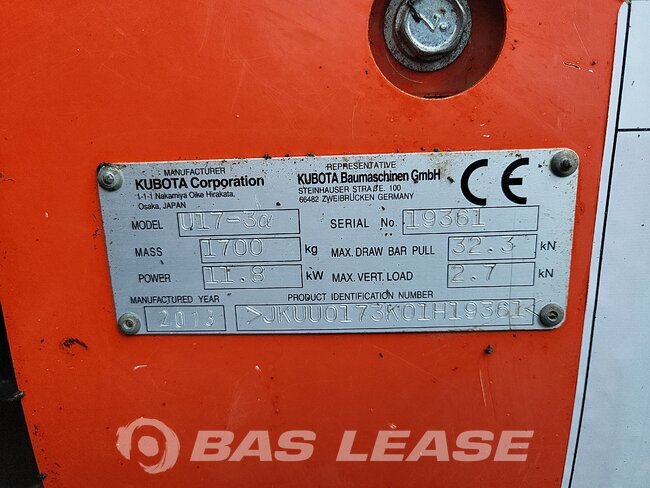 MANUFACTURER
KUBOTA Corporation
1-1-1 Nakamiya Oike Hirakata,
Osaka, JAPAN
REPRESENTATIVE
KUBOTA Baumaschinen GmbH
STEINHAUSER STRAßE. 100
66482 ZWEIBRÜCKEN GERMANY
CE
MODEL U17-3α SERIAL No. 19361
MASS 1700 kg MAX. DRAW BAR PULL 32.3 kN
POWER 11.8 kW MAX. VERT. LOAD 2.7 kN
MANUFACTURED YEAR PRODUCT IDENTIFICATION NUMBER
2013 >JKUU0173K01H19361<
BAS LEASE